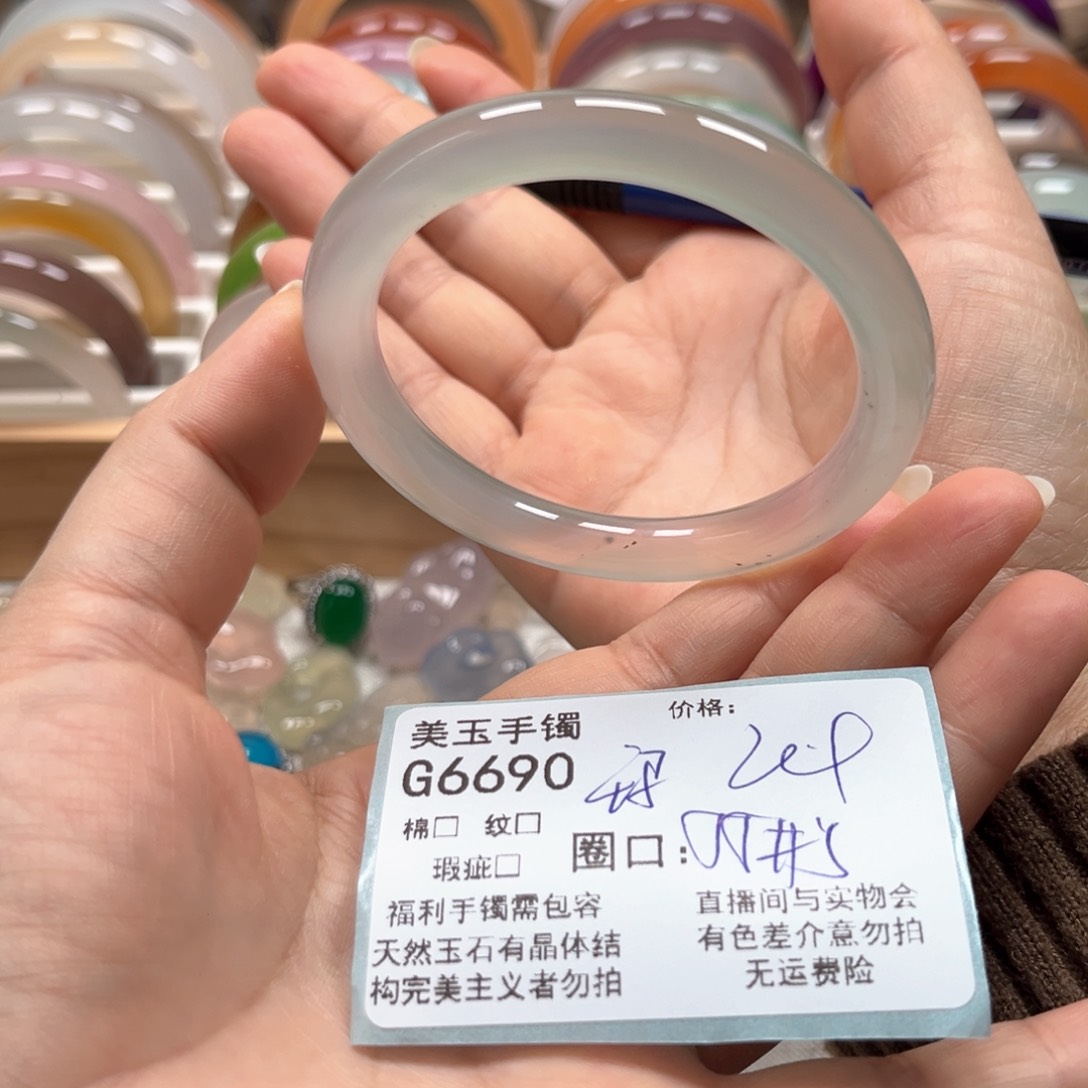 美玉手镯
价格:
G6690
棉□ 纹□
圈口:
瑕疵□
福利手镯需包容
天然玉石有晶体结
构完美主义者勿拍
直播间与实物会
有色差介意勿拍
无运费险